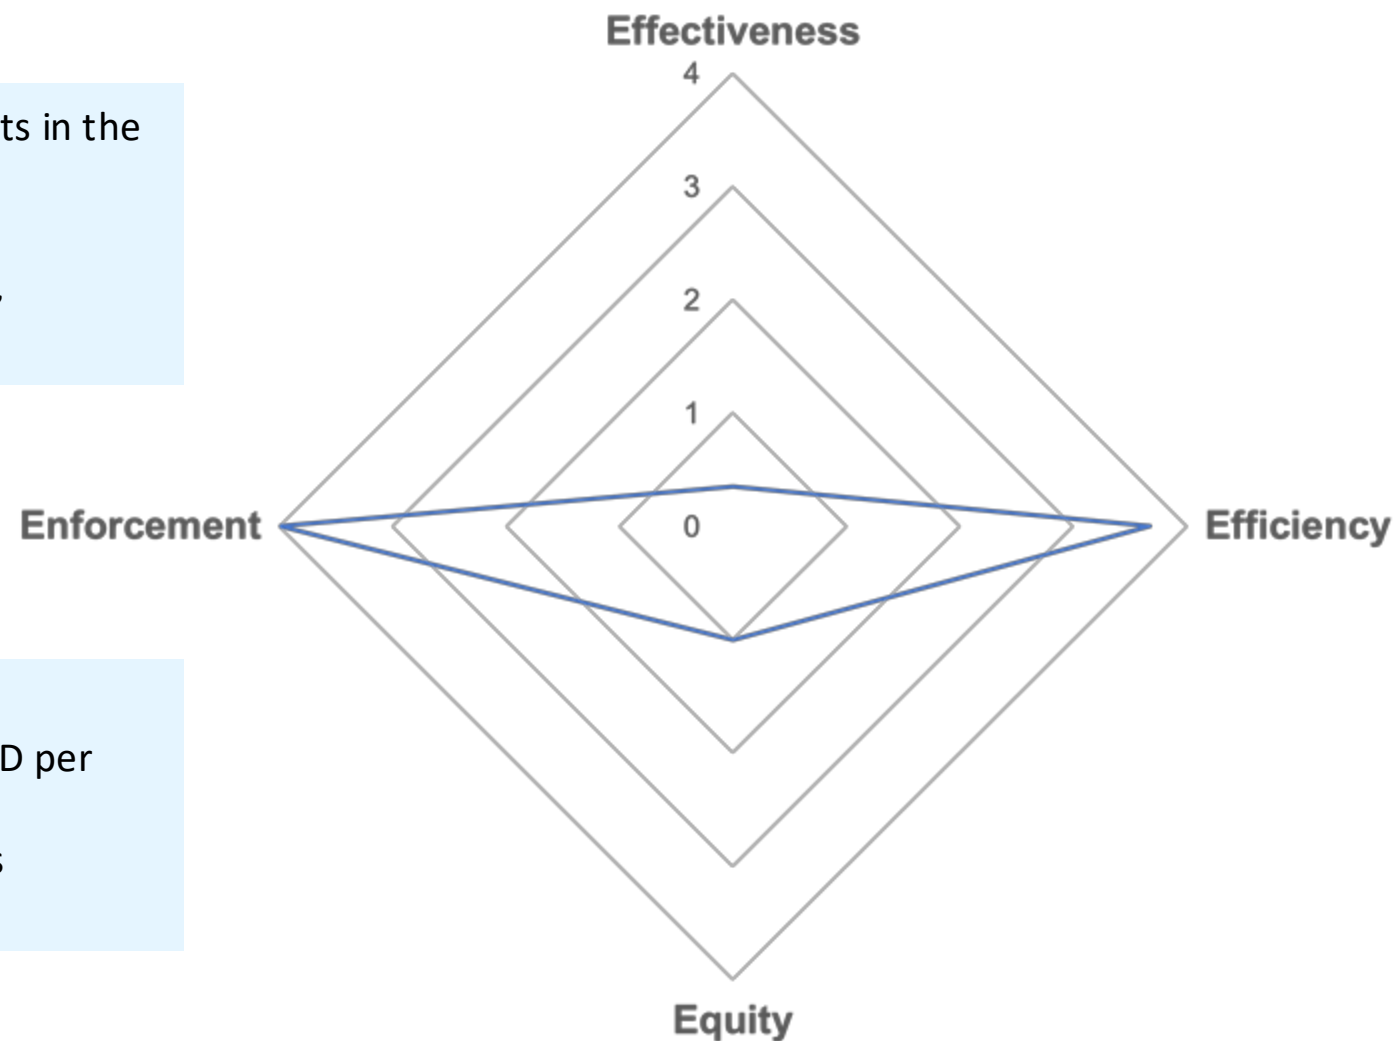 ts in the
,
D per
s
Effectiveness
4
3
2
1
0
Enforcement
Efficiency
Equity